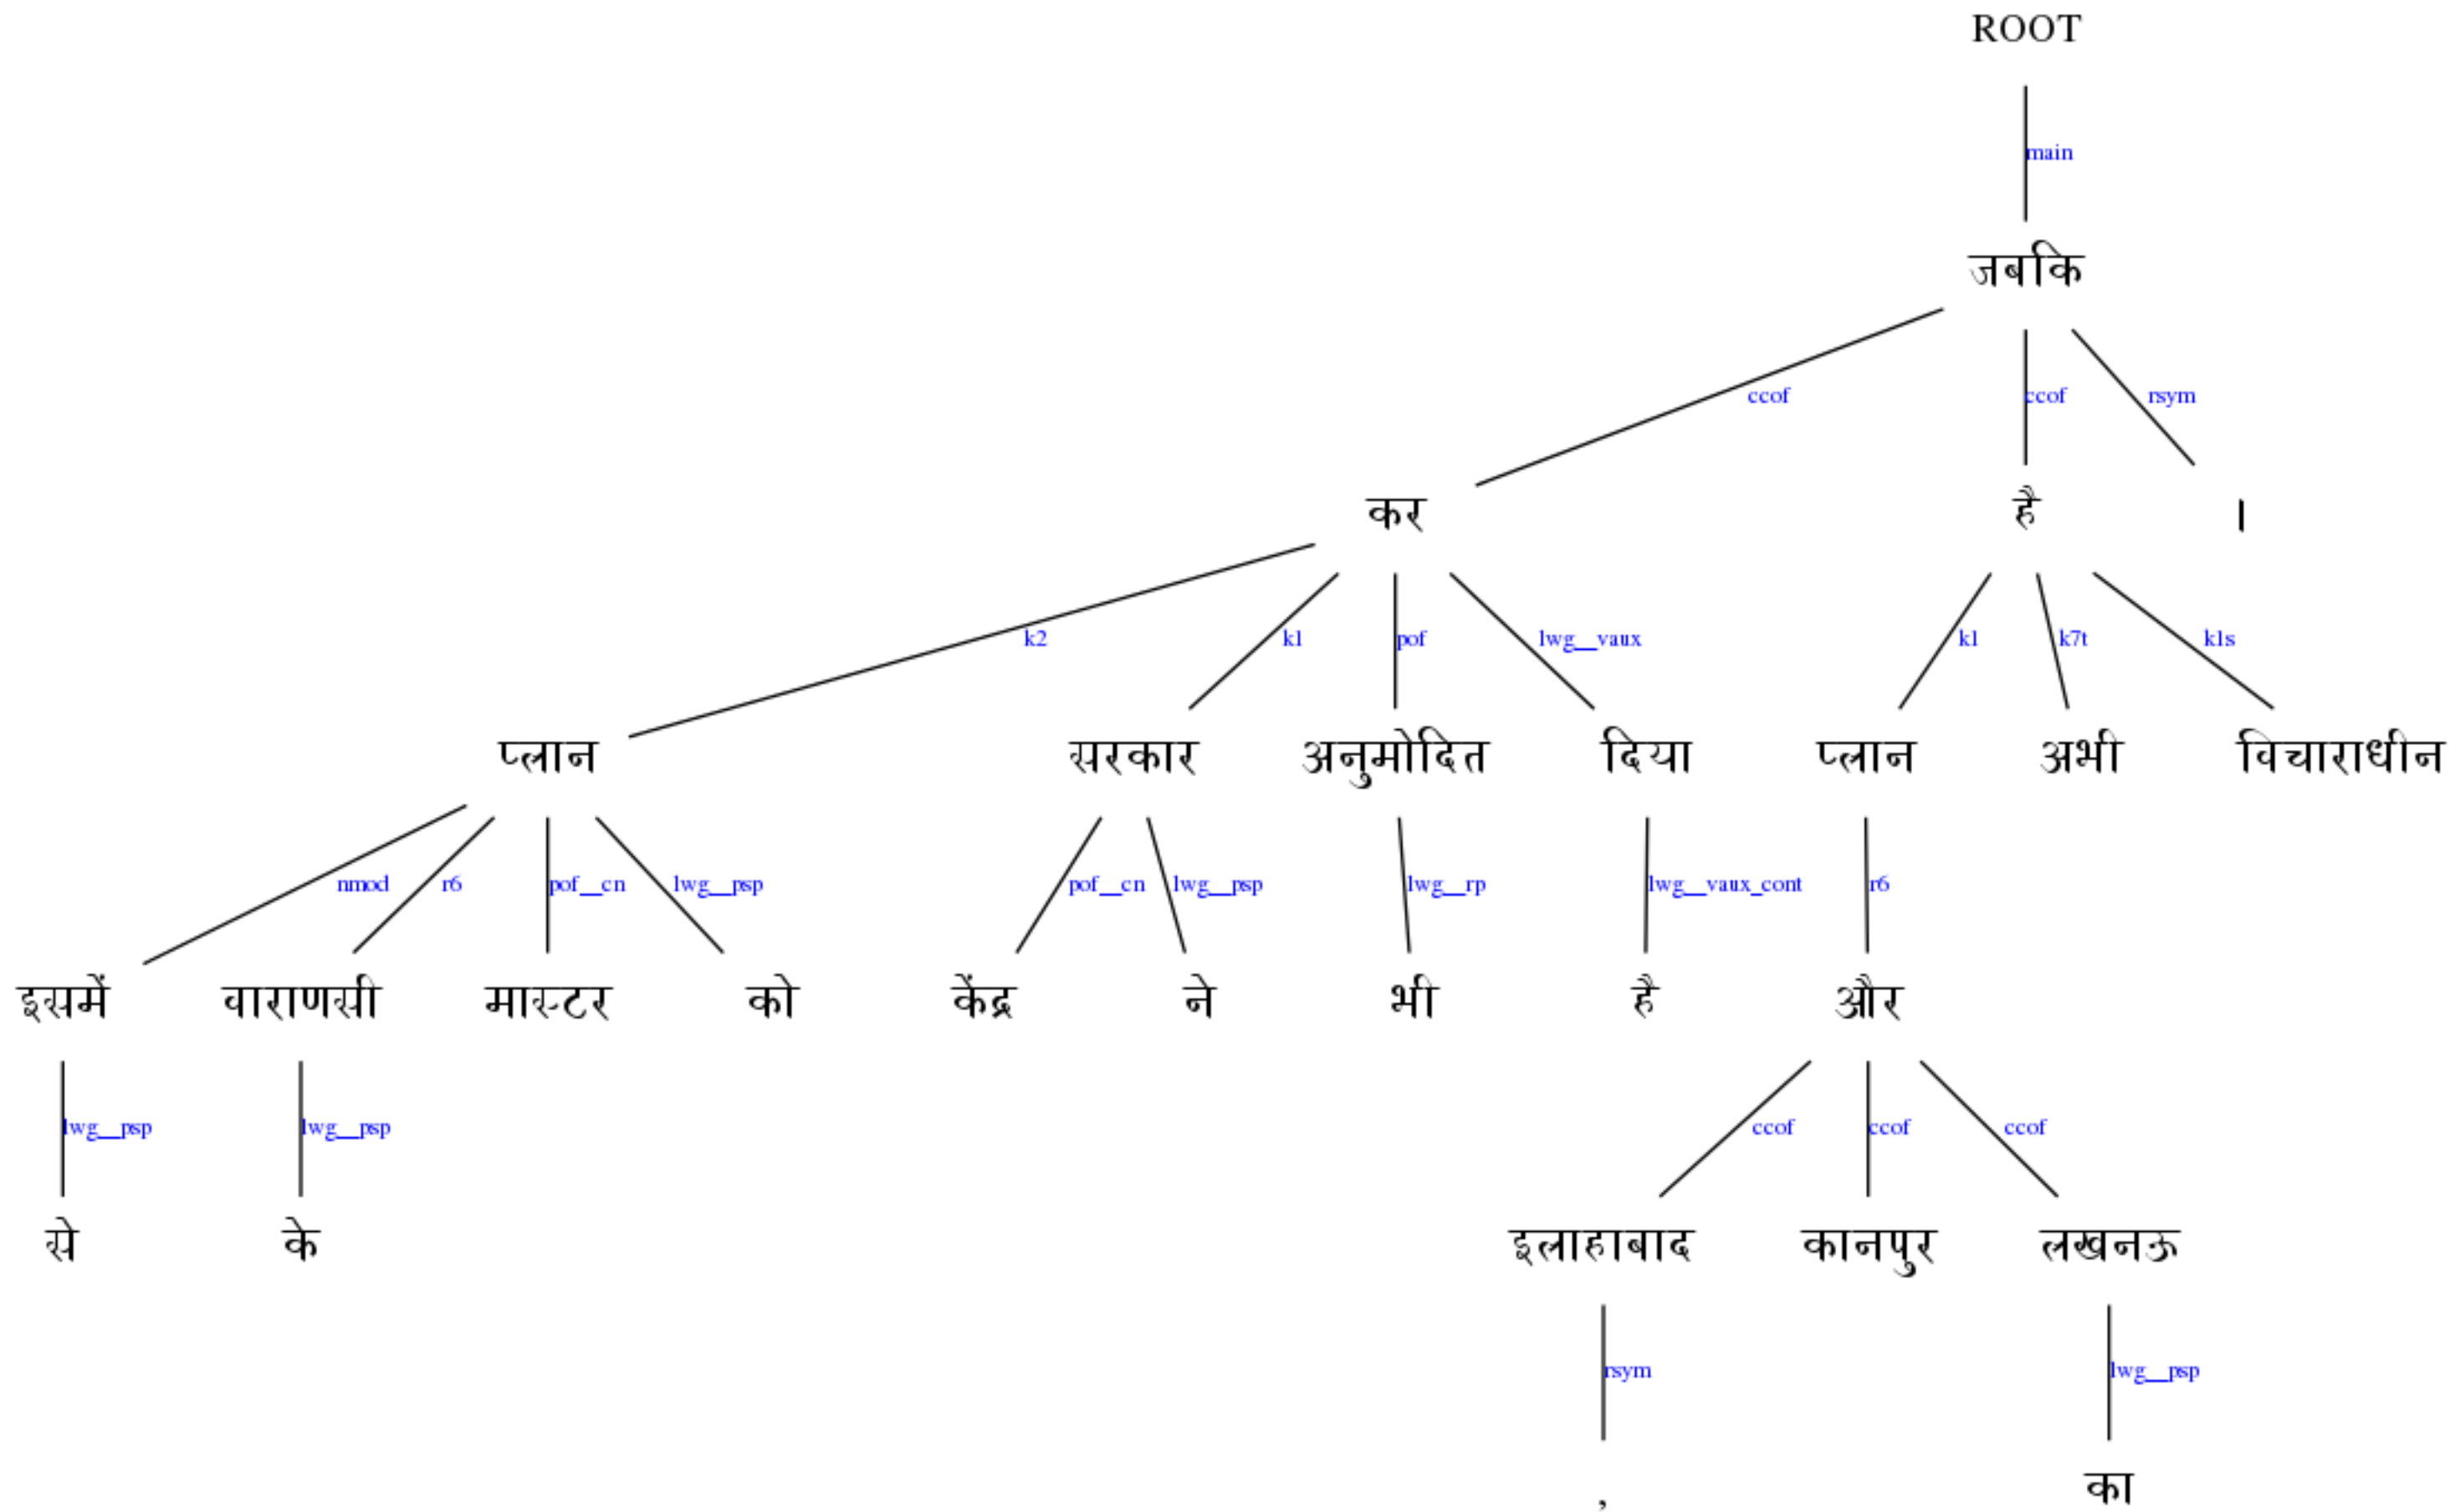 ROOT
main
जबकि
ccof ccof rsym
कर है ।
k2 k1 pof lwg__vaux k1 k7t k1s
प्लान सरकार अनुमोदित दिया प्लान अभी विचाराधीन
nmod r6 pof__cn lwg__psp pof__cn lwg__psp lwg__rp lwg__vaux_cont r6
इसमें वाराणसी मास्टर को केंद्र ने भी है और
lwg__psp lwg__psp ccof ccof ccof
से के इलाहाबाद कानपुर लखनऊ
rsym lwg__psp
, का